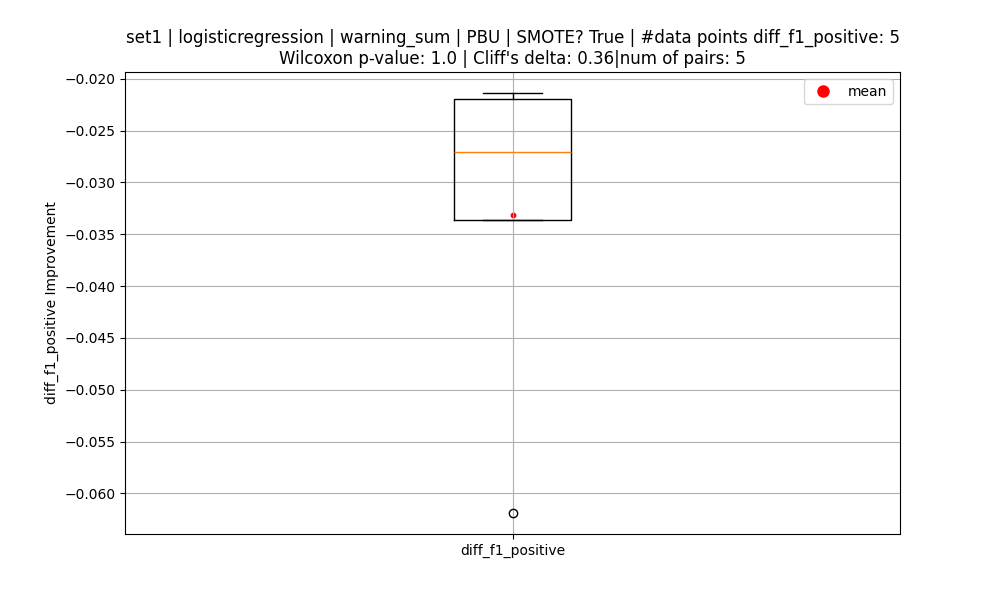 set1 | logisticregression | warning_sum | PBU | SMOTE? True | #data points diff_f1_positive: 5
Wilcoxon p-value: 1.0 | Cliff's delta: 0.36|num of pairs: 5
mean
−0.020
−0.025
−0.030
−0.035
−0.040
−0.045
−0.050
−0.055
−0.060
diff_f1_positive Improvement
diff_f1_positive